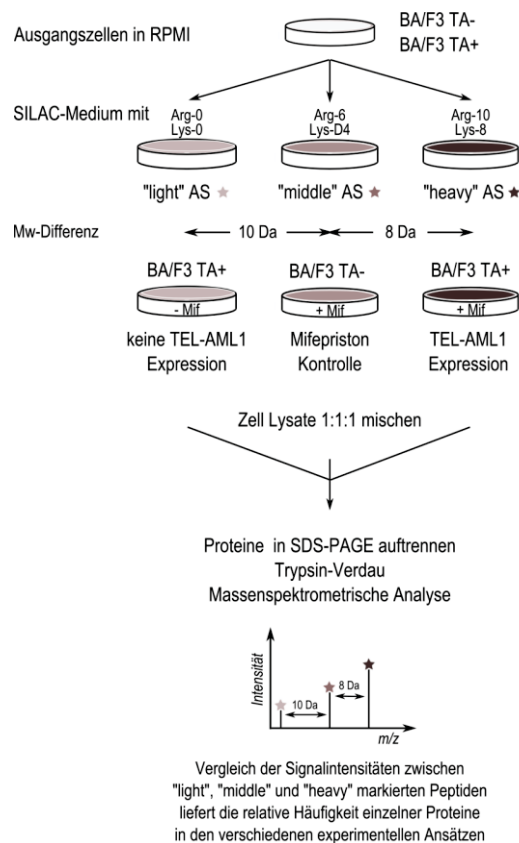 Ausgangszellen in RPMI
BA/F3 TA-
BA/F3 TA+
SILAC-Medium mit
Arg-0
Lys-0
Arg-6
Lys-D4
Arg-10
Lys-8
"light" AS
"middle" AS
"heavy" AS
Mw-Differenz
10 Da
8 Da
BA/F3 TA+
BA/F3 TA-
BA/F3 TA+
- Mif
+ Mif
+ Mif
keine TEL-AML1
Expression
Mifepriston
Kontrolle
TEL-AML1
Expression
Zell Lysate 1:1:1 mischen
Proteine in SDS-PAGE auftrennen
Trypsin-Verdau
Massenspektrometrische Analyse
Intensität
10 Da
8 Da
m/z
Vergleich der Signalintensitäten zwischen
"light", "middle" und "heavy" markierten Peptiden
liefert die relative Häufigkeit einzelner Proteine
in den verschiedenen experimentellen Ansätzen